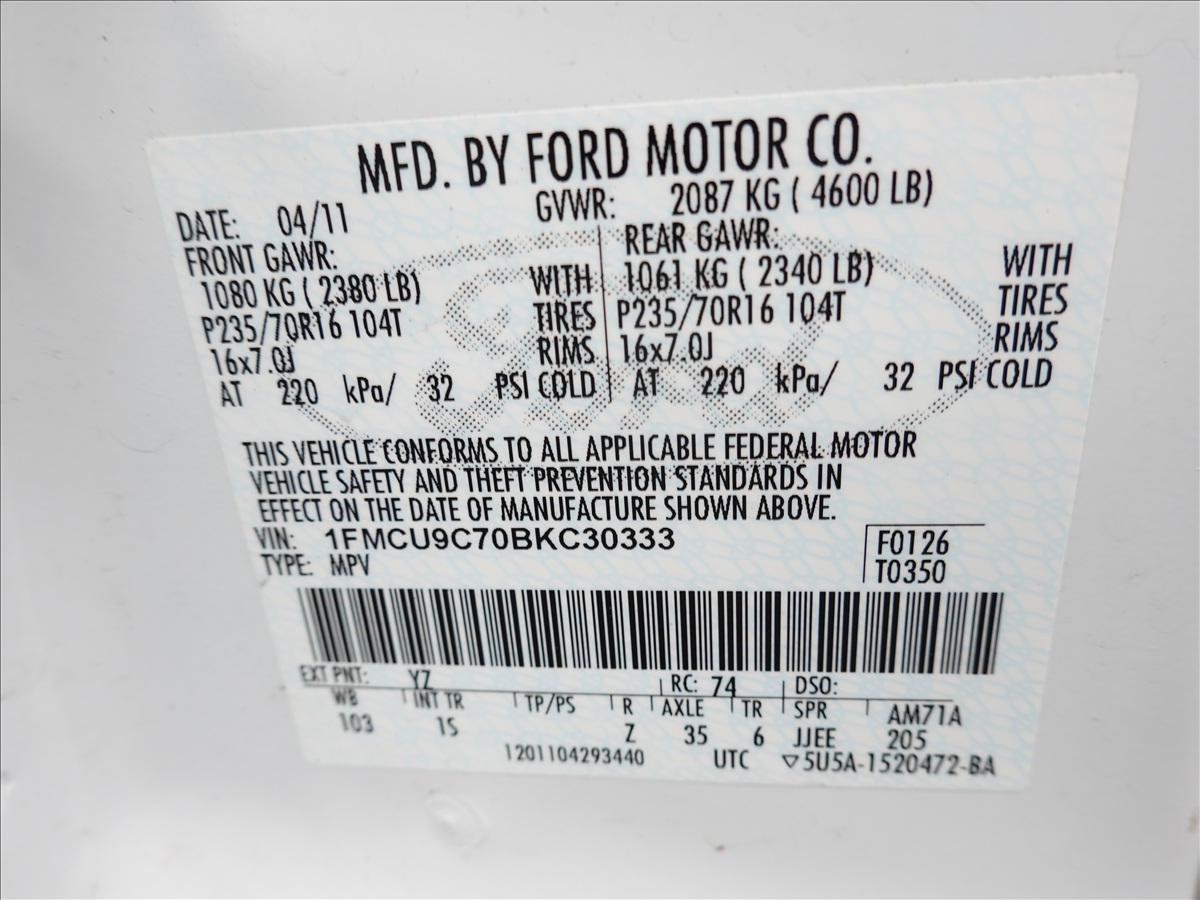 MFD. BY FORD MOTOR CO.
DATE: 04/11 GVWR: 2087 KG ( 4600 LB)
FRONT GAWR: REAR GAWR:
1080 KG ( 2380 LB) WITH 1061 KG ( 2340 LB) WITH
P235/70R16 104T TIRES P235/70R16 104T TIRES
16x7.0J RIMS 16x7.0J RIMS
AT 220 kPa/ 32 PSI COLD AT 220 kPa/ 32 PSI COLD
Ford
THIS VEHICLE CONFORMS TO ALL APPLICABLE FEDERAL MOTOR
VEHICLE SAFETY AND THEFT PREVENTION STANDARDS IN
EFFECT ON THE DATE OF MANUFACTURE SHOWN ABOVE.
VIN: 1FMCU9C70BKC30333 F0126
TYPE: MPV T0350
EXT PNT: YZ RC: 74 DSO:
WB INT TR TP/PS R AXLE TR SPR AM71A
103 1S Z 35 6 JJEE 205
1201104293440 UTC ▽5U5A-1520472-BA